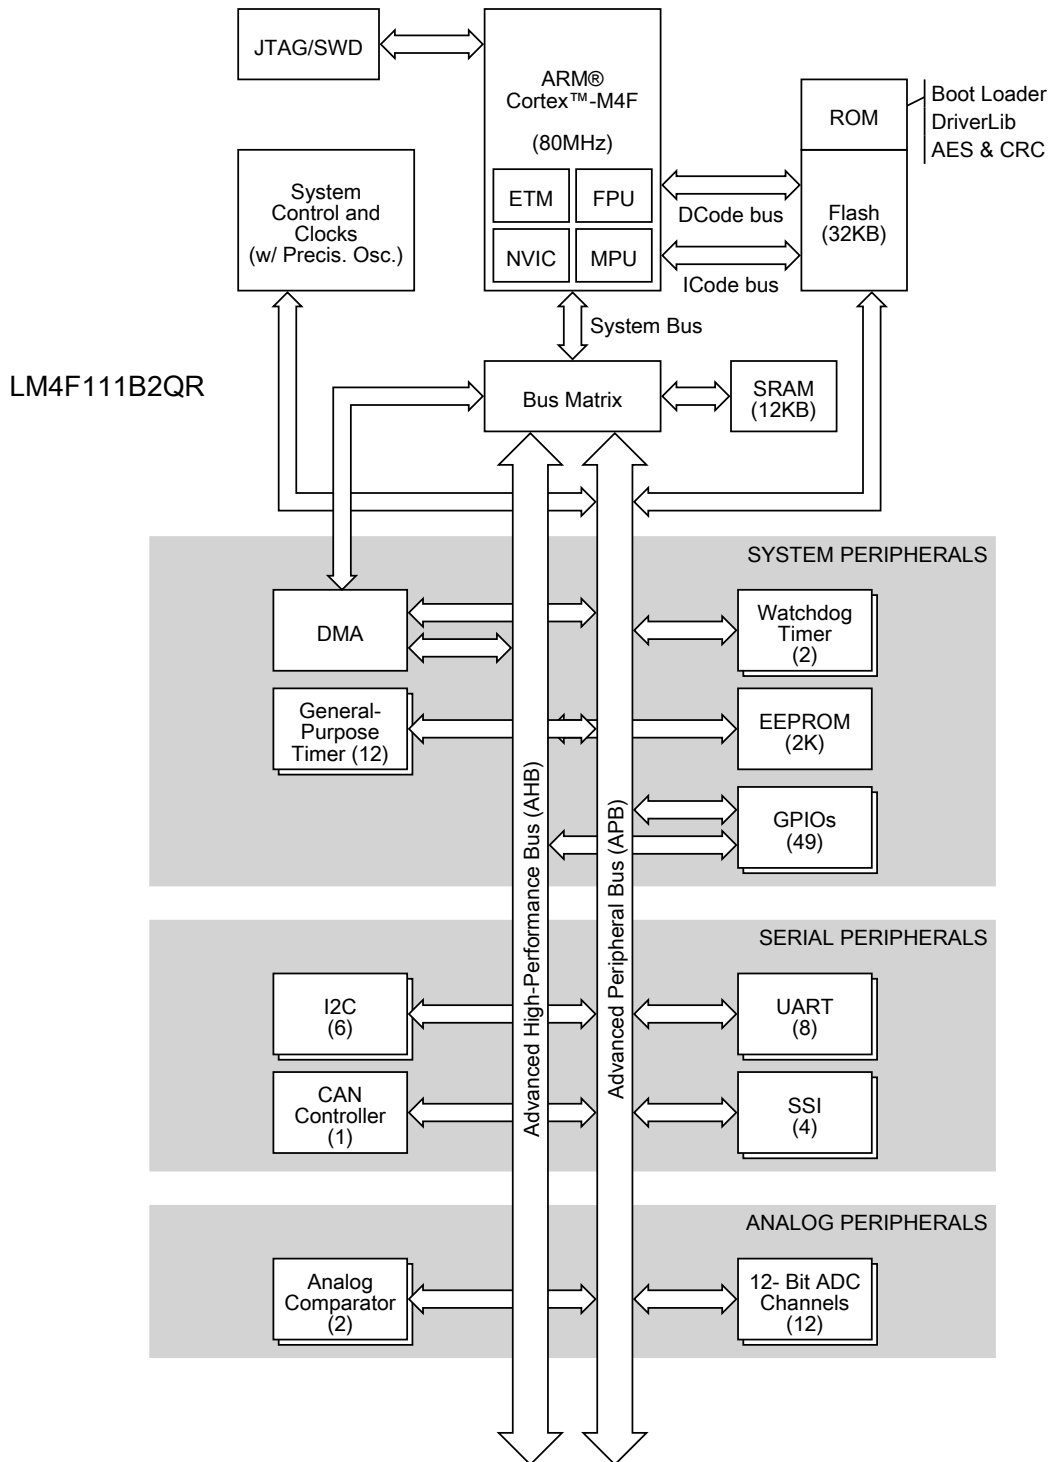 JTAG/SWD
ARM®
Cortex™-M4F
(80MHz)
ETM
FPU
NVIC
MPU
ROM
Boot Loader
DriverLib
AES & CRC
System
Control and
Clocks
(w/ Precis. Osc.)
DCode bus
Flash
(32KB)
ICode bus
System Bus
LM4F111B2QR
Bus Matrix
SRAM
(12KB)
SYSTEM PERIPHERALS
DMA
Watchdog
Timer
(2)
General-
Purpose
Timer (12)
EEPROM
(2K)
GPIOs
(49)
Advanced High-Performance Bus (AHB)
Advanced Peripheral Bus (APB)
SERIAL PERIPHERALS
I2C
(6)
UART
(8)
CAN
Controller
(1)
SSI
(4)
ANALOG PERIPHERALS
Analog
Comparator
(2)
12- Bit ADC
Channels
(12)